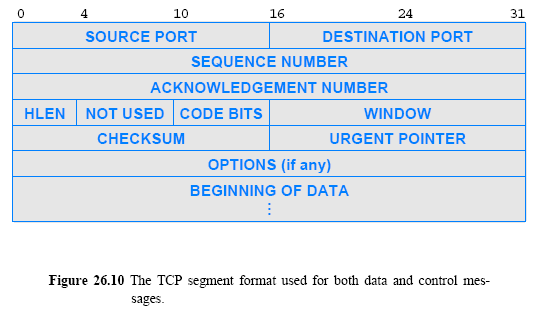 0 4 10 16 24 31
SOURCE PORT DESTINATION PORT
SEQUENCE NUMBER
ACKNOWLEDGEMENT NUMBER
HLEN NOT USED CODE BITS WINDOW
CHECKSUM URGENT POINTER
OPTIONS (if any)
BEGINNING OF DATA
⋮
Figure 26.10 The TCP segment format used for both data and control mes-
sages.